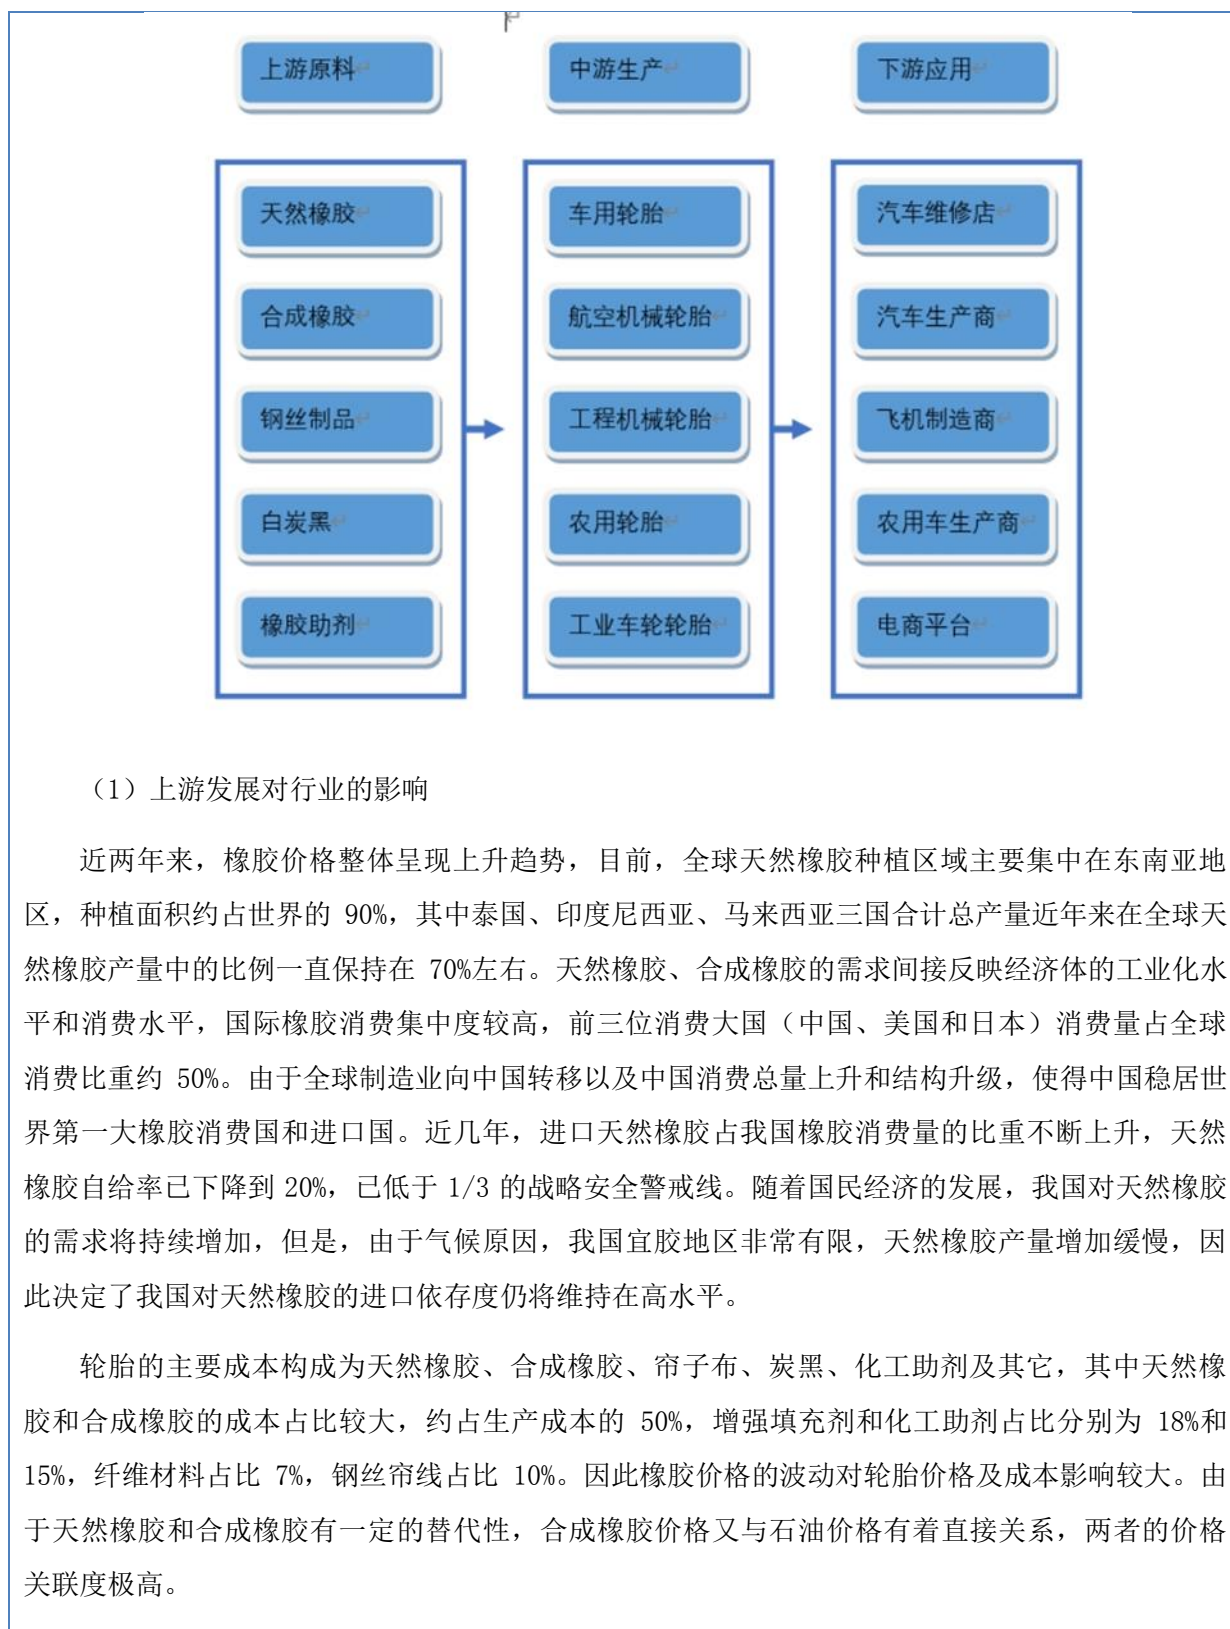 上游原料
中游生产
下游应用
天然橡胶
合成橡胶
钢丝制品
白炭黑
橡胶助剂
车用轮胎
航空机械轮胎
工程机械轮胎
农用轮胎
工业车轮轮胎
汽车维修店
汽车生产商
飞机制造商
农用车生产商
电商平台
（1）上游发展对行业的影响
近两年来，橡胶价格整体呈现上升趋势，目前，全球天然橡胶种植区域主要集中在东南亚地
区，种植面积约占世界的 90%，其中泰国、印度尼西亚、马来西亚三国合计总产量近年来在全球天
然橡胶产量中的比例一直保持在 70%左右。天然橡胶、合成橡胶的需求间接反映经济体的工业化水
平和消费水平，国际橡胶消费集中度较高，前三位消费大国（中国、美国和日本）消费量占全球
消费比重约 50%。由于全球制造业向中国转移以及中国消费总量上升和结构升级，使得中国稳居世
界第一大橡胶消费国和进口国。近几年，进口天然橡胶占我国橡胶消费量的比重不断上升，天然
橡胶自给率已下降到 20%，已低于 1/3 的战略安全警戒线。随着国民经济的发展，我国对天然橡胶
的需求将持续增加，但是，由于气候原因，我国宜胶地区非常有限，天然橡胶产量增加缓慢，因
此决定了我国对天然橡胶的进口依存度仍将维持在高水平。
轮胎的主要成本构成为天然橡胶、合成橡胶、帘子布、炭黑、化工助剂及其它，其中天然橡
胶和合成橡胶的成本占比较大，约占生产成本的 50%，增强填充剂和化工助剂占比分别为 18%和
15%，纤维材料占比 7%，钢丝帘线占比 10%。因此橡胶价格的波动对轮胎价格及成本影响较大。由
于天然橡胶和合成橡胶有一定的替代性，合成橡胶价格又与石油价格有着直接关系，两者的价格
关联度极高。